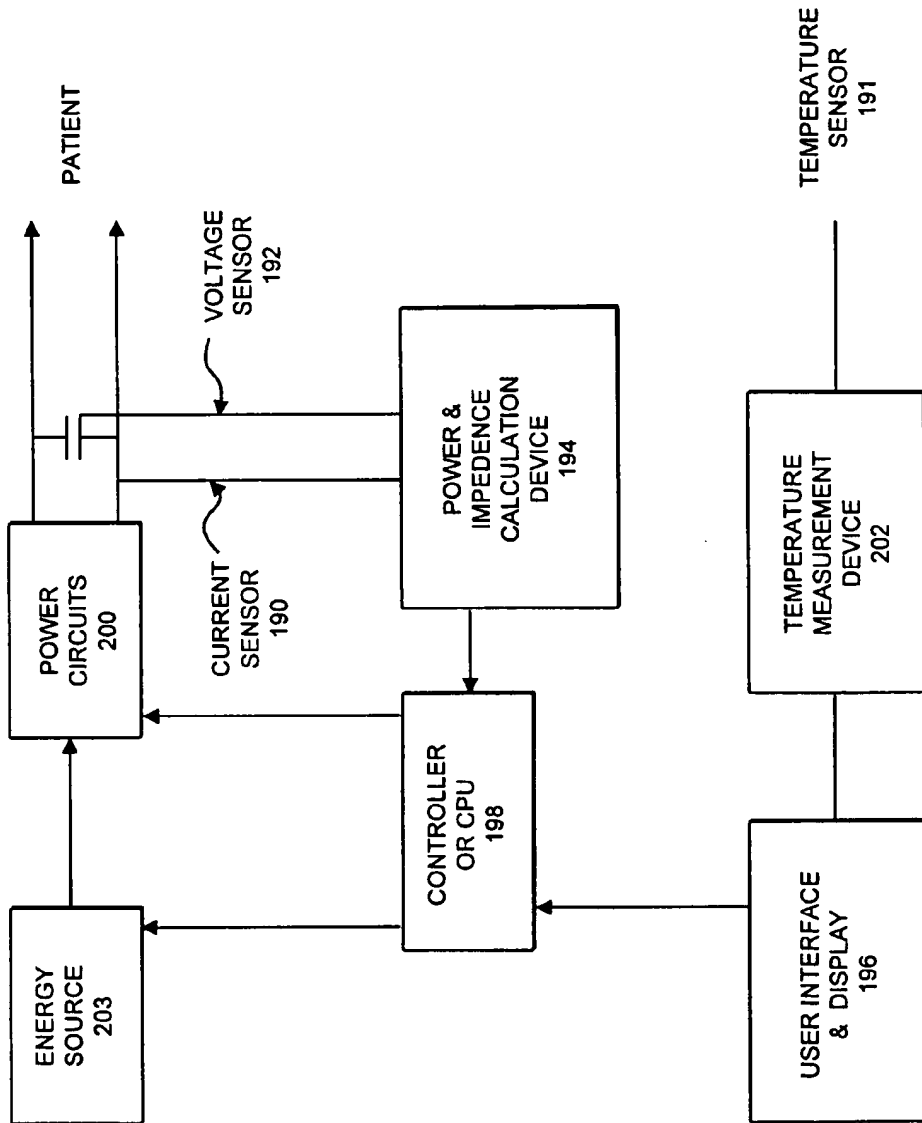 ENERGY
SOURCE
203
POWER
CIRCUITS
200
PATIENT
CURRENT
SENSOR
190
VOLTAGE
SENSOR
192
CONTROLLER
OR CPU
198
POWER &
IMPEDENCE
CALCULATION
DEVICE
194
USER INTERFACE
& DISPLAY
196
TEMPERATURE
MEASUREMENT
DEVICE
202
TEMPERATURE
SENSOR
191